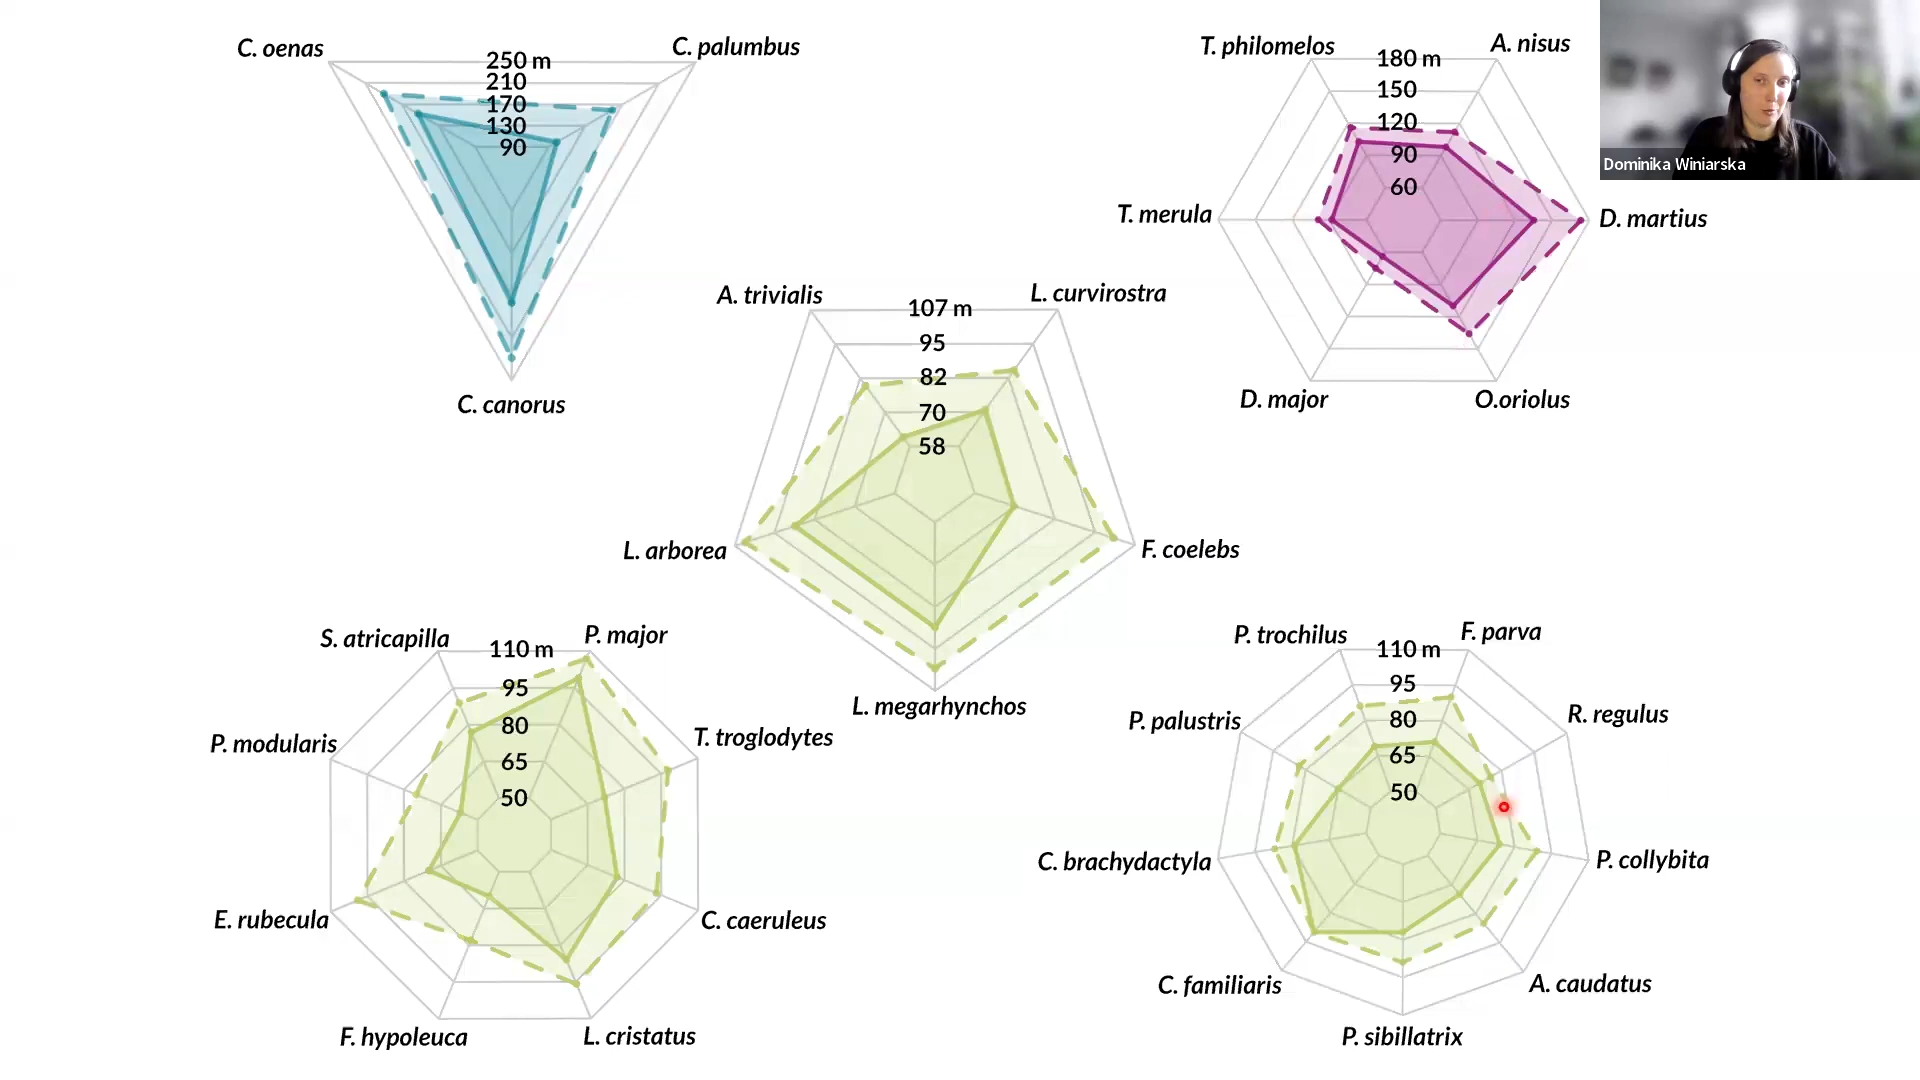 C. oenas
C. palumbus
250 m
210
170
130
90
C. canorus
T. philomelos
A. nisus
180 m
150
120
90
60
T. merula
D. martius
D. major
O.oriolus
Dominika Winiarska
A. trivialis
L. curvirostra
107 m
95
82
70
58
L. arborea
F. coelebs
L. megarhynchos
S. atricapilla
P. major
110 m
95
80
65
50
P. modularis
T. troglodytes
E. rubecula
C. caeruleus
F. hypoleuca
L. cristatus
P. trochilus
F. parva
110 m
95
80
65
50
P. palustris
R. regulus
C. brachydactyla
P. collybita
C. familiaris
A. caudatus
P. sibillatrix